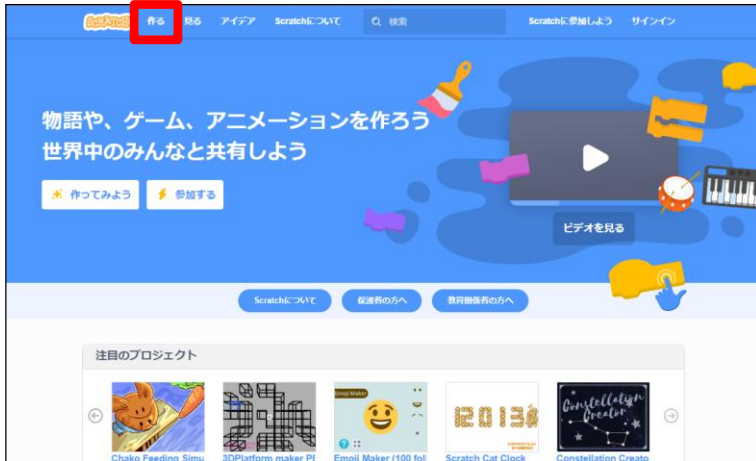 SCRATCH 作る 見る アイデア Scratchについて 検索 Scratchに参加しよう サインイン
物語や、ゲーム、アニメーションを作ろう
世界中のみんなと共有しよう
作ってみよう 参加する
ビデオを見る
Scratchについて 保護者の方へ 教育関係者の方へ
注目のプロジェクト
Emoji Maker
Constellation
Creator
Chako Feeding Simu 3DPlatform maker PE Emoji Maker (100 foll Scratch Cat Clock Constellation Creato